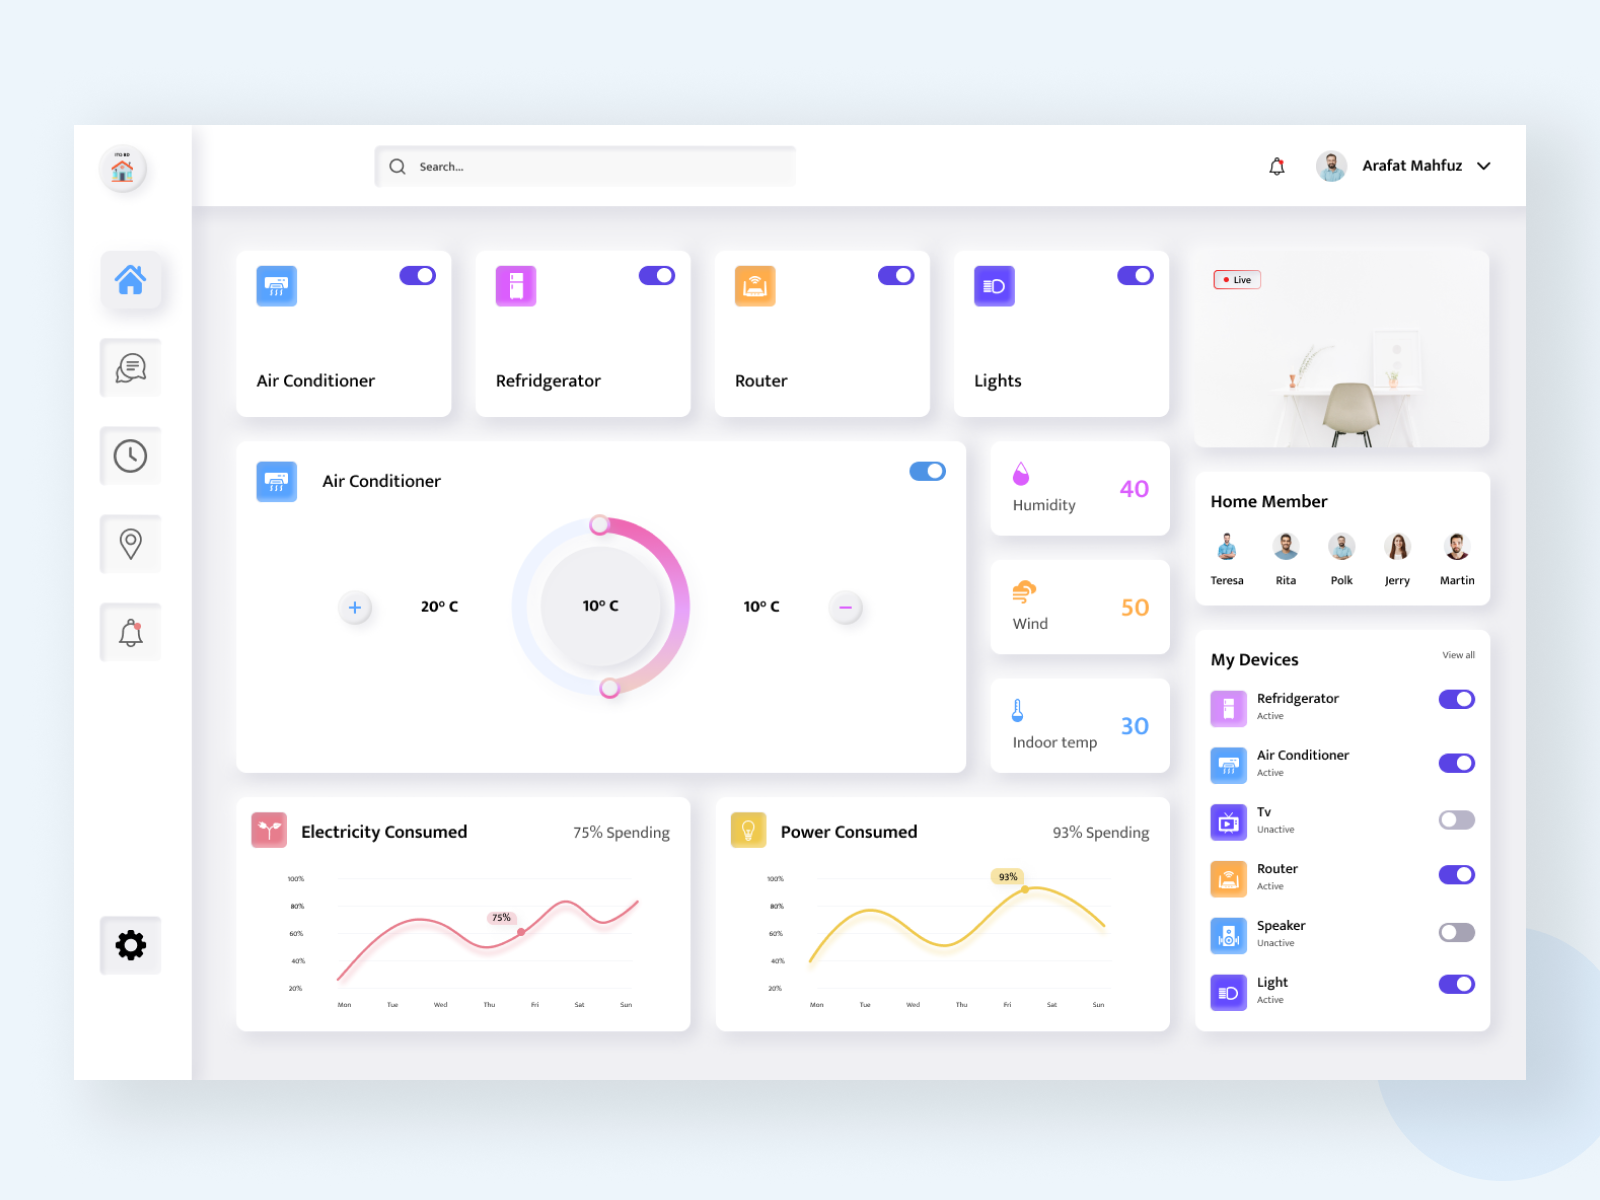 ITG BD
Search...
Arafat Mahfuz
Air Conditioner
Refridgerator
Router
Lights
Live
Air Conditioner
20° C
10° C
10° C
Humidity
40
Wind
50
Indoor temp
30
Home Member
Teresa
Rita
Polk
Jerry
Martin
My Devices
View all
Refridgerator
Active
Air Conditioner
Active
Tv
Unactive
Router
Active
Speaker
Unactive
Light
Active
Electricity Consumed
75% Spending
100%
80%
60%
40%
20%
75%
Mon
Tue
Wed
Thu
Fri
Sat
Sun
Power Consumed
93% Spending
100%
80%
60%
40%
20%
93%
Mon
Tue
Wed
Thu
Fri
Sat
Sun